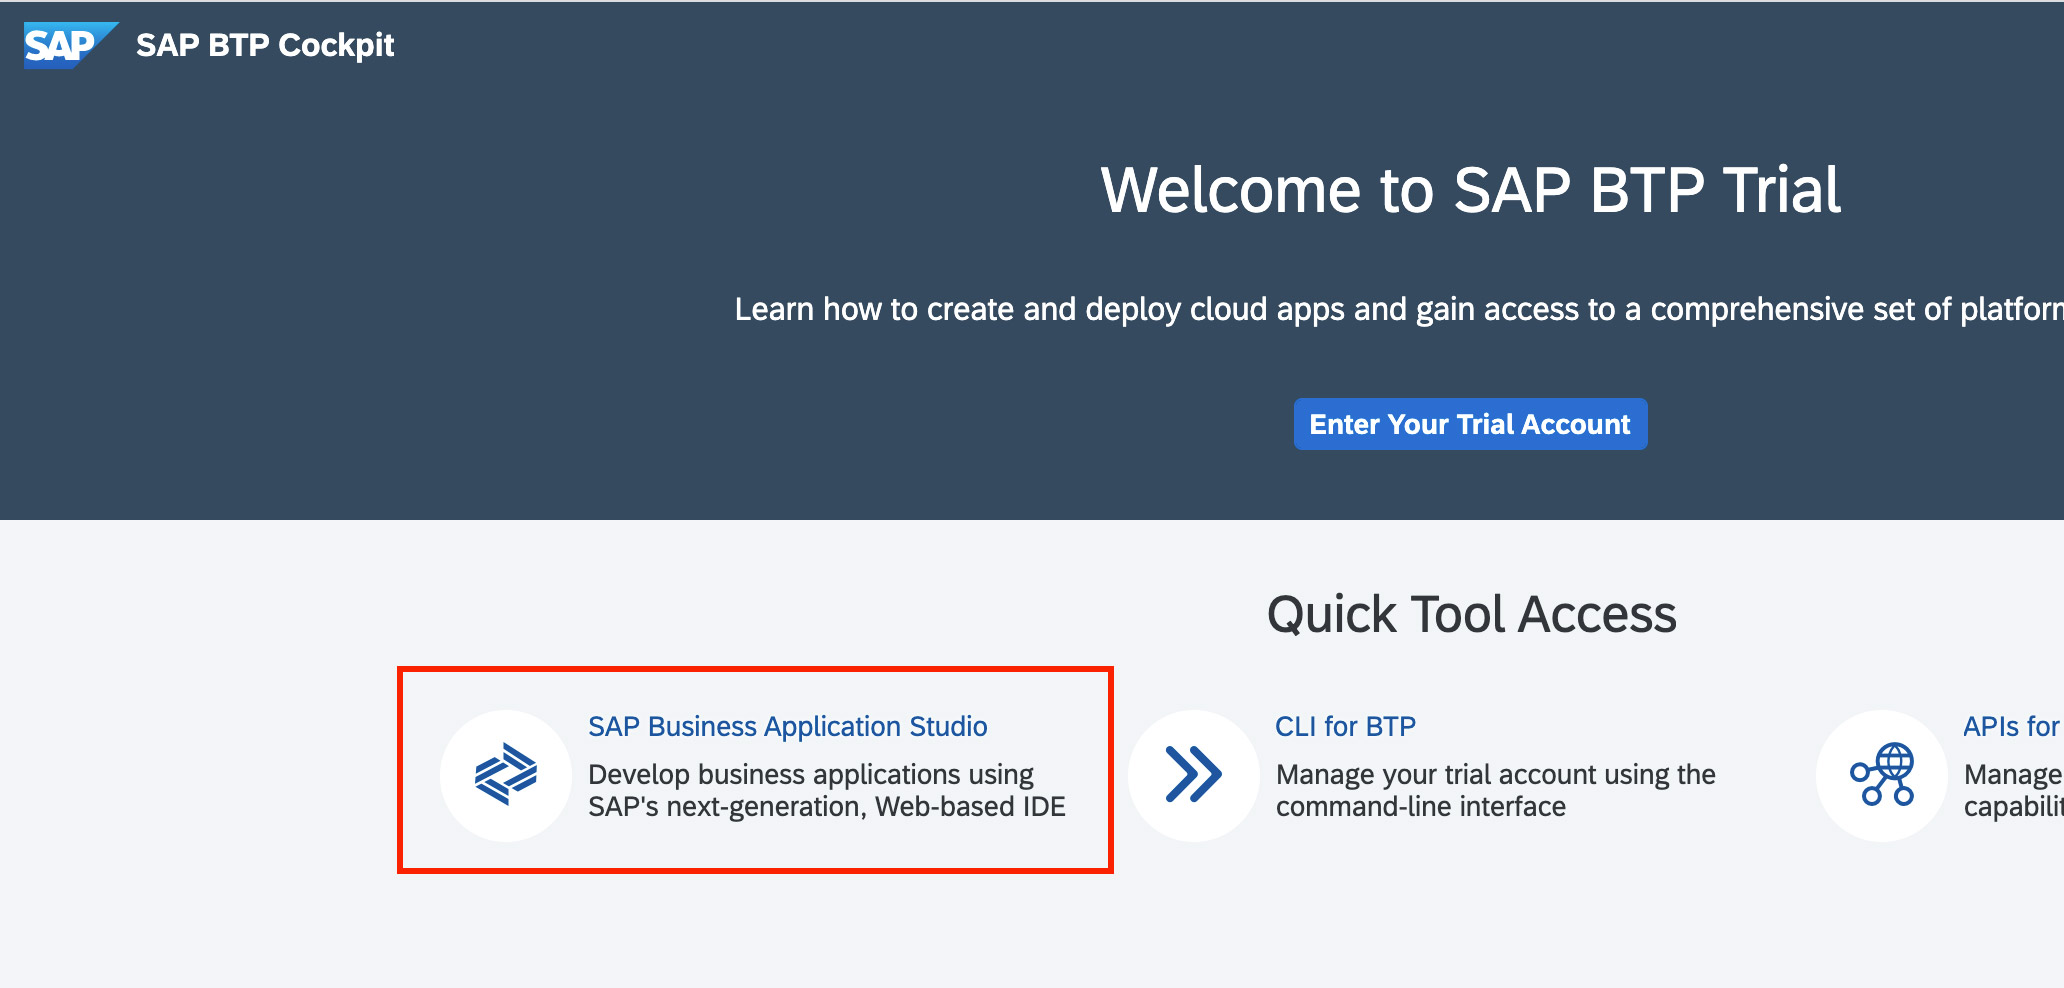 SAP SAP BTP Cockpit
Welcome to SAP BTP Trial
Learn how to create and deploy cloud apps and gain access to a comprehensive set of platform
Enter Your Trial Account
Quick Tool Access
SAP Business Application Studio
Develop business applications using
SAP's next-generation, Web-based IDE
CLI for BTP
Manage your trial account using the
command-line interface
APIs for
Manage